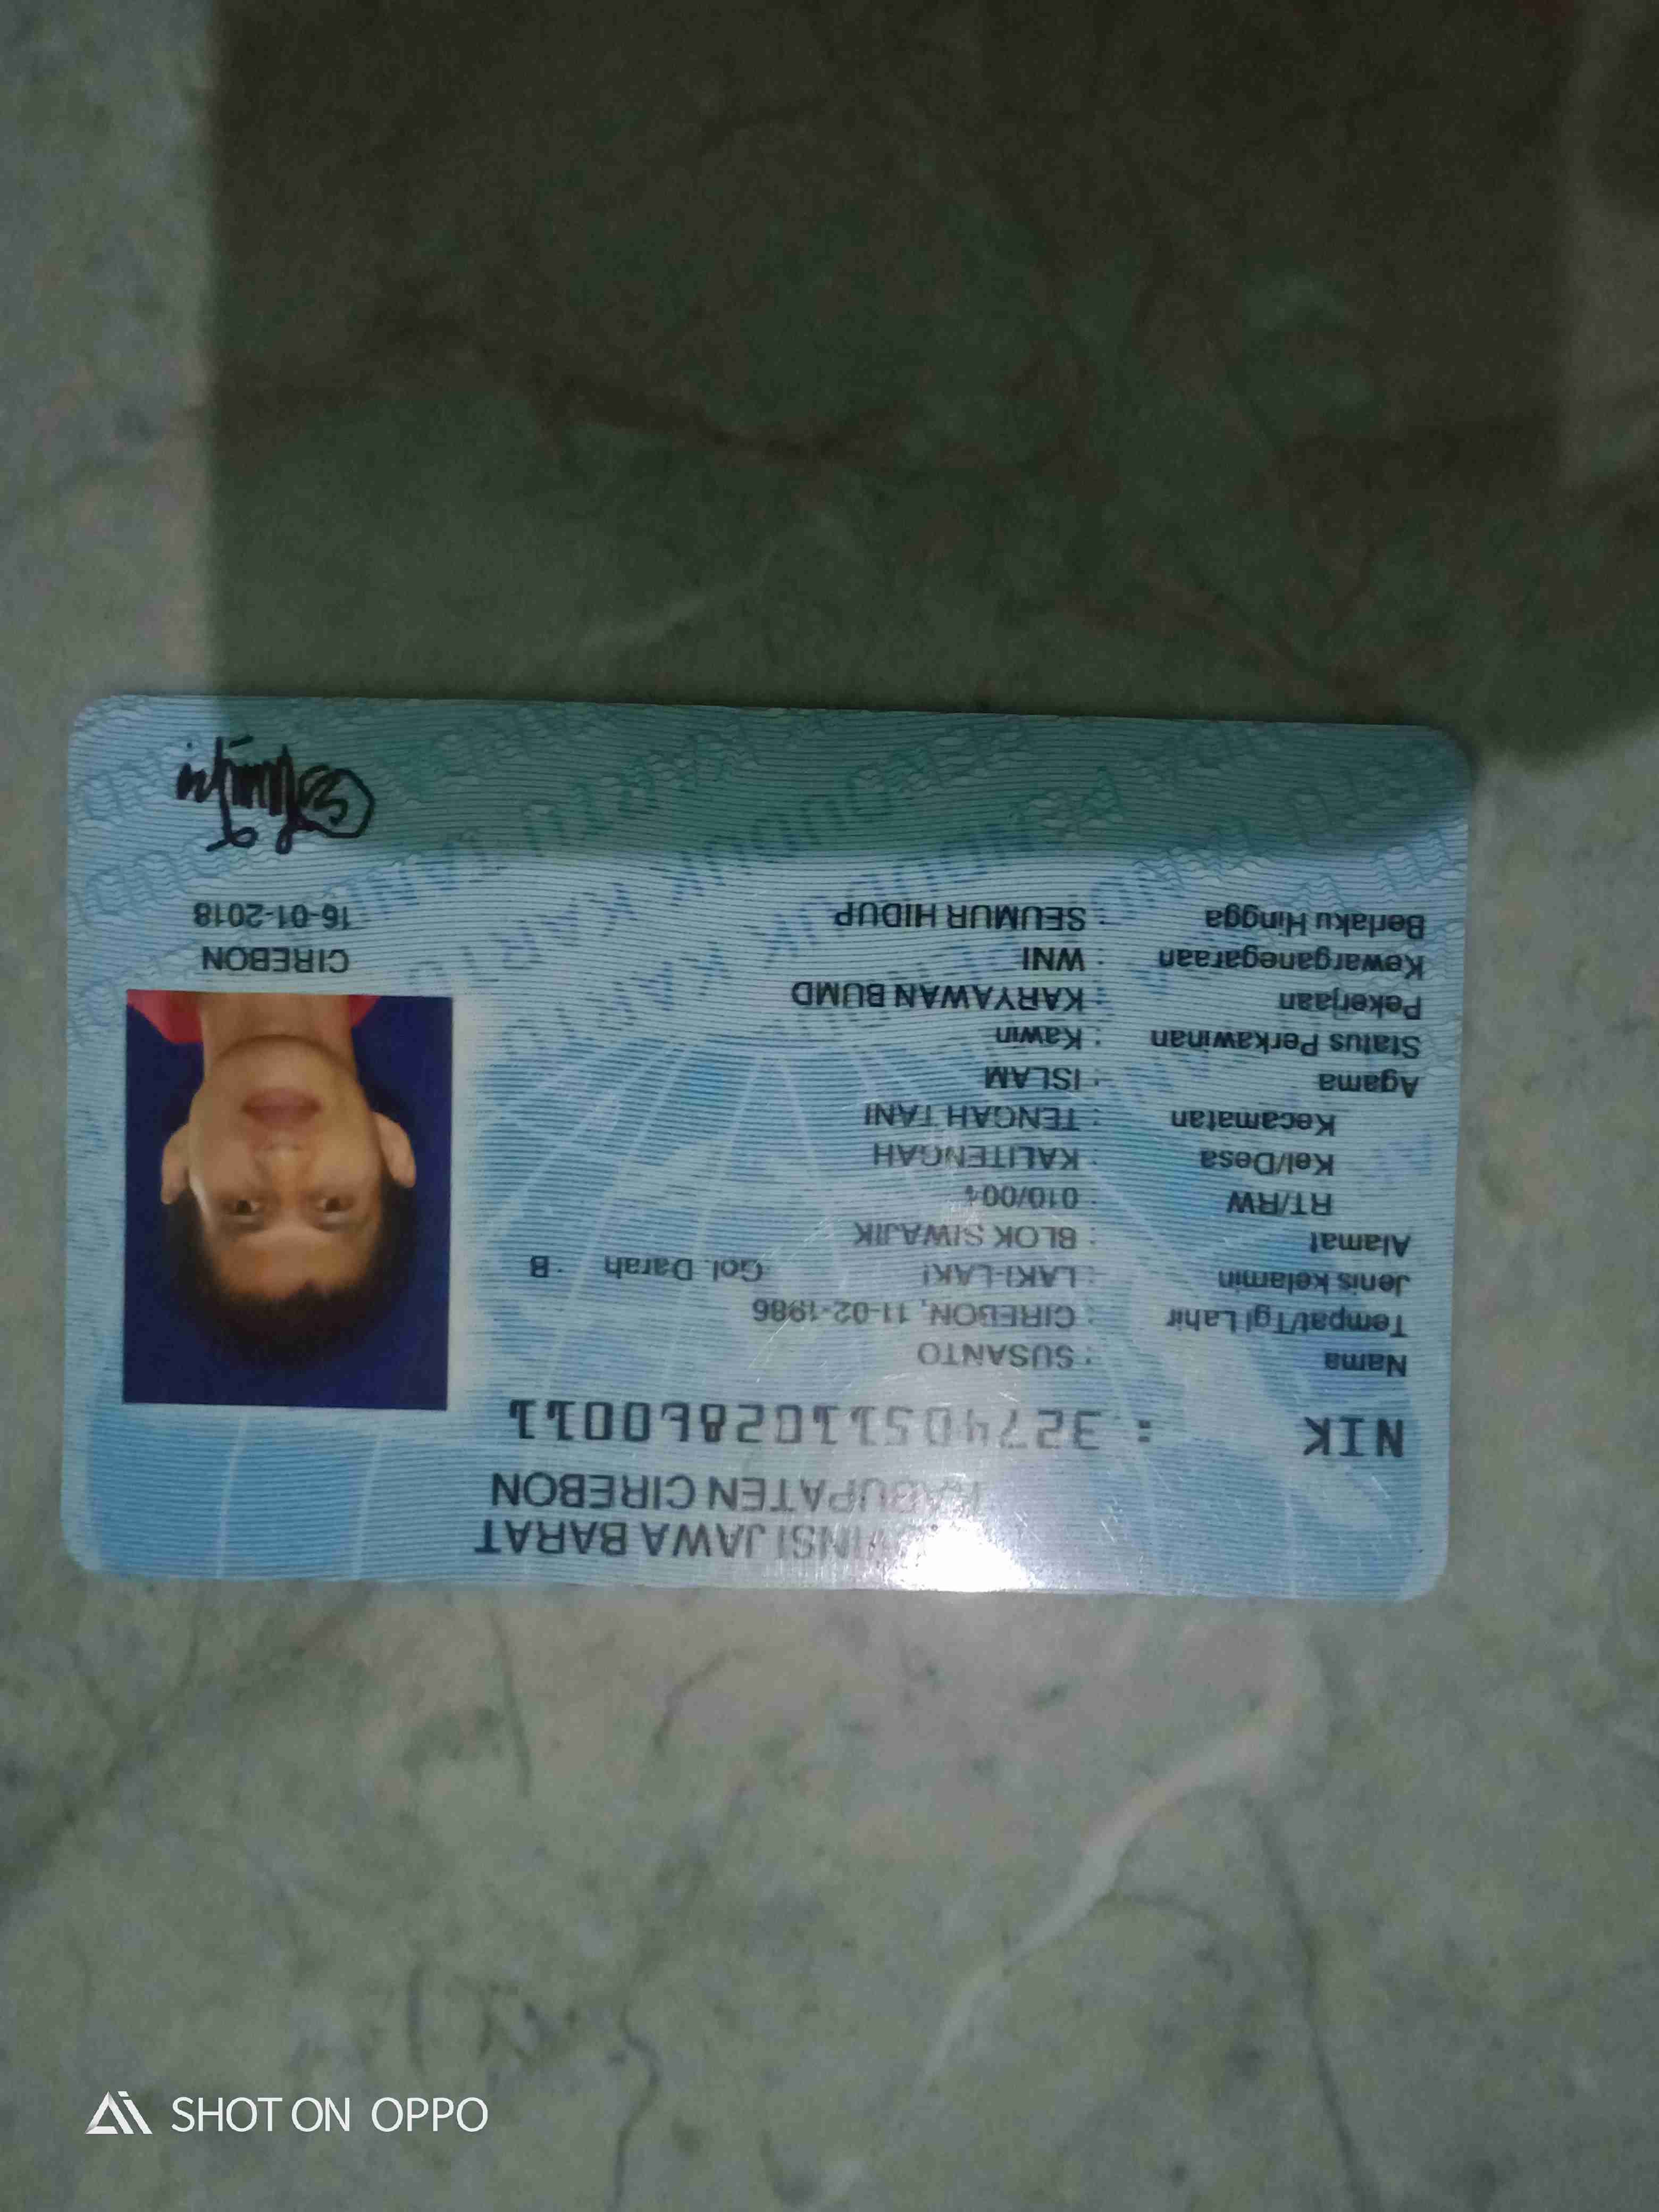 PROVINSI JAWA BARAT
KABUPATEN CIREBON
NIK : 3274051102860011
Nama : SUSANTO
Tempat/Tgl Lahir : CIREBON, 11-02-1986
Jenis kelamin : LAKI-LAKI Gol. Darah : B
Alamat : BLOK SIWAJIK
RT/RW : 010/004
Kel/Desa : KALITENGAH
Kecamatan : TENGAH TANI
Agama : ISLAM
Status Perkawinan : Kawin
Pekerjaan : KARYAWAN BUMD
Kewarganegaraan : WNI
Berlaku Hingga : SEUMUR HIDUP
CIREBON
16-01-2018
SHOT ON OPPO